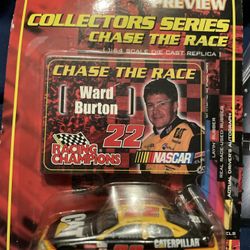 PREVIEW
COLLECTORS SERIES
CHASE THE RACE
1:64 SCALE DIE CAST REPLICA
CHASE THE RACE
Ward
Burton
22
RACING
CHAMPIONS
NASCAR
CAT
CATERPILLAR